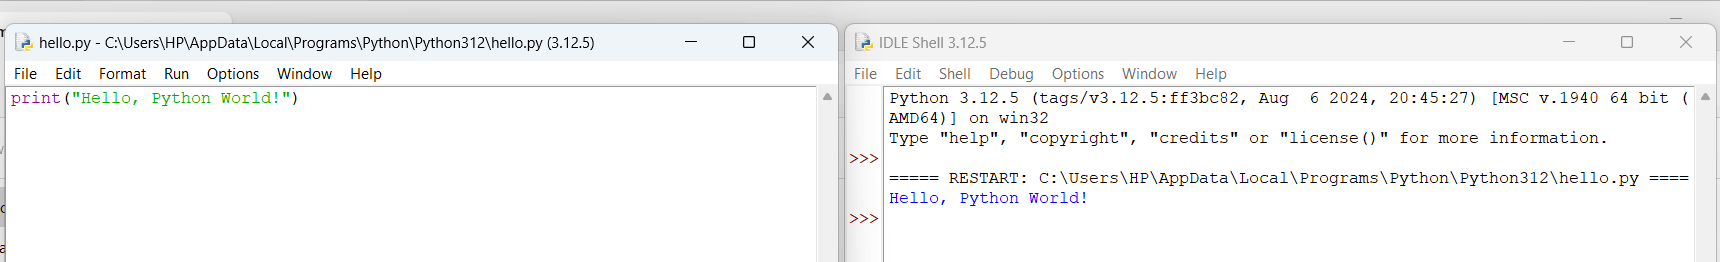 hello.py - C:\Users\HP\AppData\Local\Programs\Python\Python312\hello.py (3.12.5)
File Edit Format Run Options Window Help
print("Hello, Python World!")
IDLE Shell 3.12.5
File Edit Shell Debug Options Window Help
Python 3.12.5 (tags/v3.12.5:ff3bc82, Aug  6 2024, 20:45:27) [MSC v.1940 64 bit (
AMD64)] on win32
Type "help", "copyright", "credits" or "license()" for more information.
>>>
===== RESTART: C:\Users\HP\AppData\Local\Programs\Python\Python312\hello.py ====
Hello, Python World!
>>>